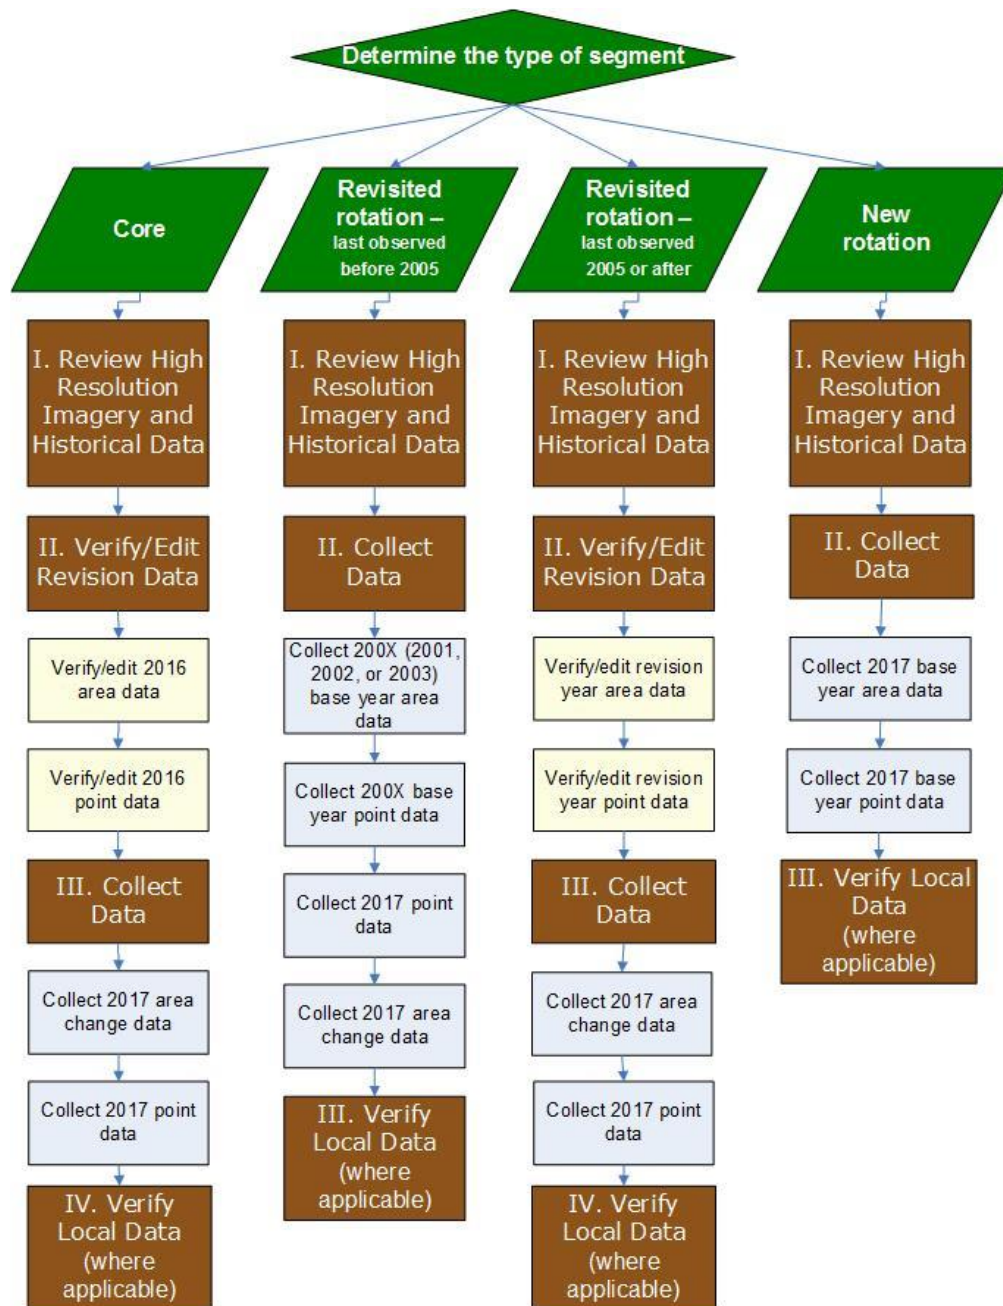 Determine the type of segment
Core
I. Review High
Resolution
Imagery and
Historical Data
II. Verify/Edit
Revision Data
Verify/edit 2016
area data
Verify/edit 2016
point data
III. Collect
Data
Collect 2017 area
change data
Collect 2017 point
data
IV. Verify
Local Data
(where
applicable)
Revisited
rotation –
last observed
before 2005
I. Review High
Resolution
Imagery and
Historical Data
II. Collect
Data
Collect 200X (2001,
2002, or 2003)
base year area
data
Collect 200X base
year point data
Collect 2017 point
data
Collect 2017 area
change data
III. Verify
Local Data
(where
applicable)
Revisited
rotation –
last observed
2005 or after
I. Review High
Resolution
Imagery and
Historical Data
II. Verify/Edit
Revision Data
Verify/edit revision
year area data
Verify/edit revision
year point data
III. Collect
Data
Collect 2017 area
change data
Collect 2017 point
data
IV. Verify
Local Data
(where
applicable)
New
rotation
I. Review High
Resolution
Imagery and
Historical Data
II. Collect
Data
Collect 2017 base
year area data
Collect 2017 base
year point data
III. Verify Local
Data
(where
applicable)